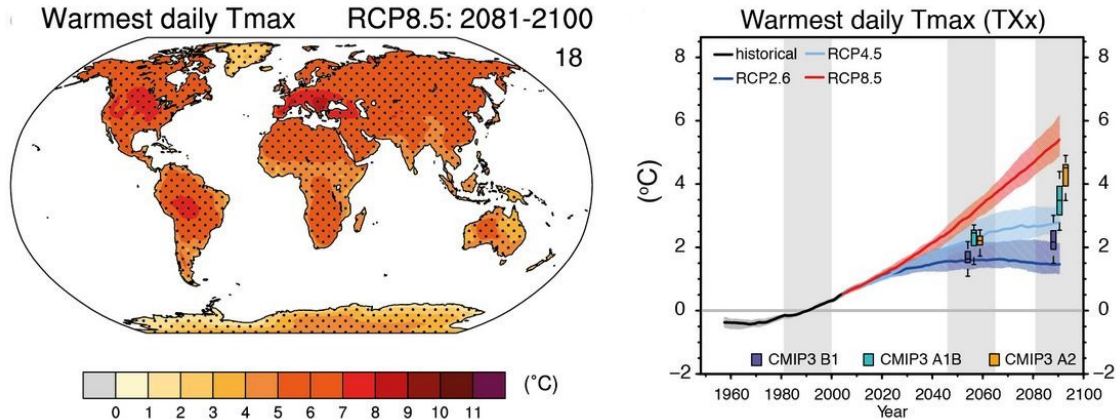 Warmest daily Tmax RCP8.5: 2081-2100
18
(°C)
0 1 2 3 4 5 6 7 8 9 10 11
Warmest daily Tmax (TXx)
historical RCP4.5
RCP2.6 RCP8.5
8
6
4
2
0
−2
(°C)
8
6
4
2
0
−2
CMIP3 B1 CMIP3 A1B CMIP3 A2
1960 1980 2000 2020 2040 2060 2080 2100
Year